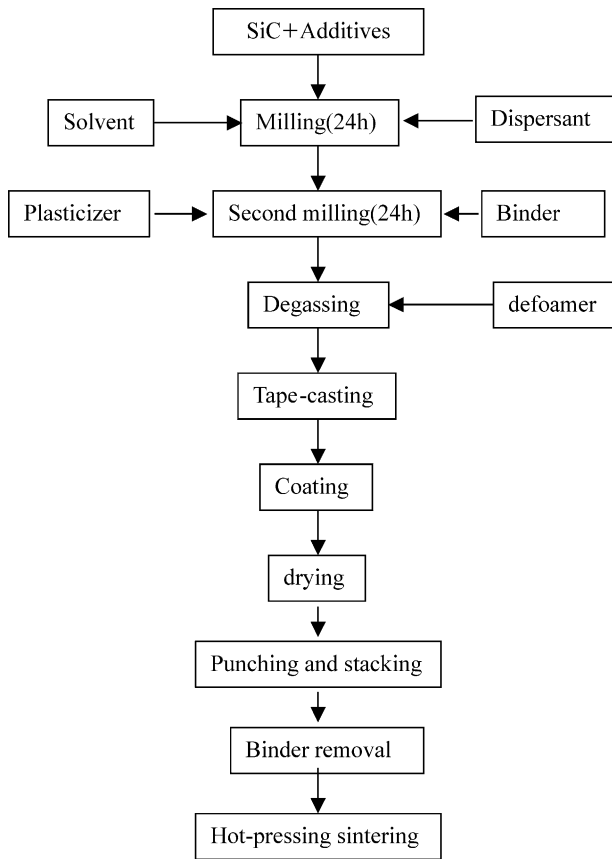 SiC+Additives
Solvent
Milling(24h)
Dispersant
Plasticizer
Second milling(24h)
Binder
Degassing
defoamer
Tape-casting
Coating
drying
Punching and stacking
Binder removal
Hot-pressing sintering